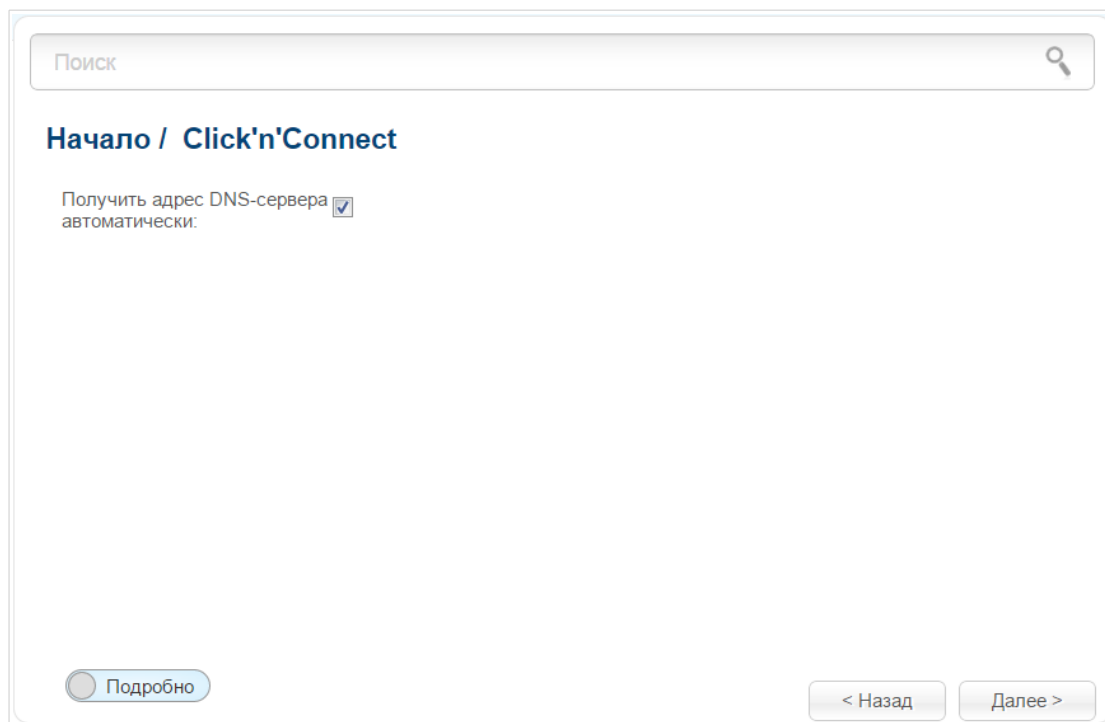 Поиск
Начало / Click'n'Connect
Получить адрес DNS-сервера
автоматически:
Подробно
< Назад
Далее >